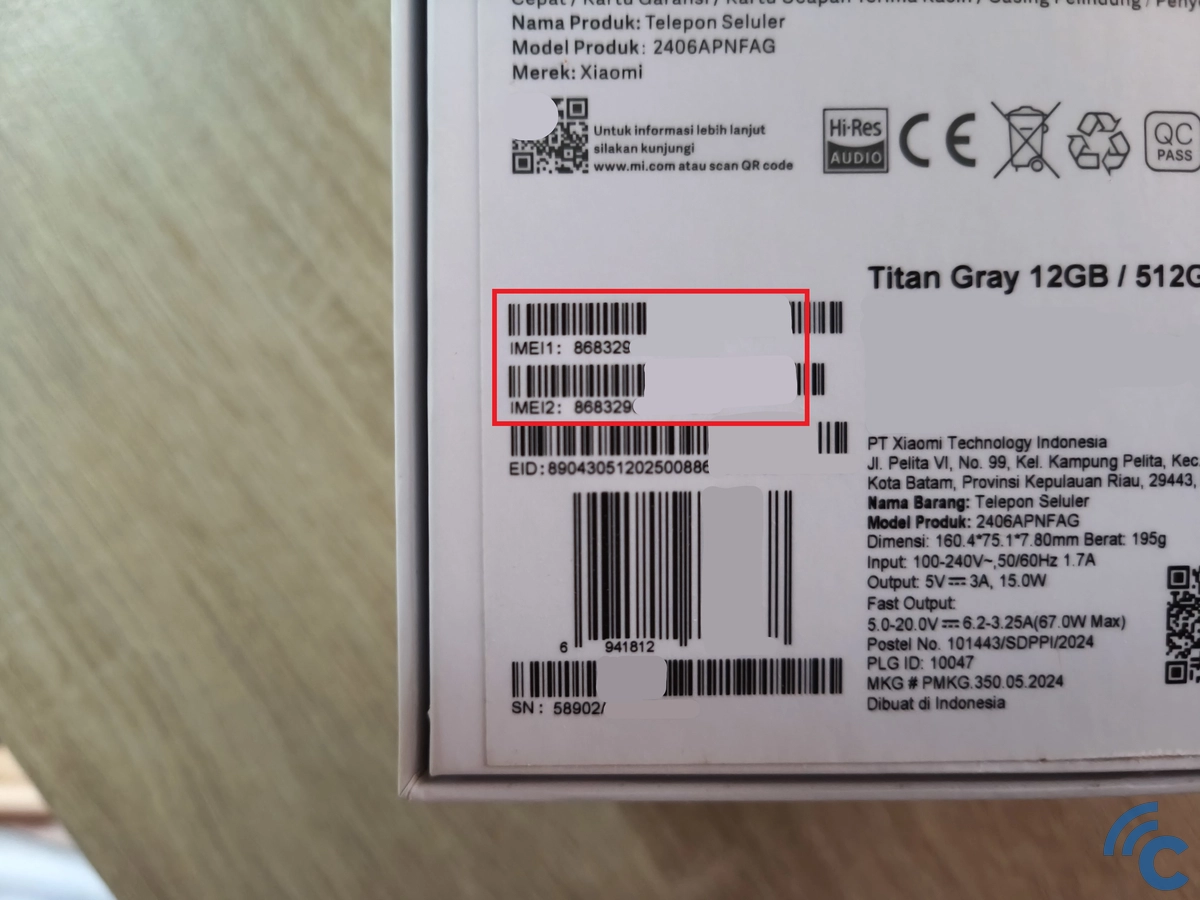 Nama Produk: Telepon Seluler
Model Produk: 2406APNFAG
Merek: Xiaomi
Untuk informasi lebih lanjut
silakan kunjungi
www.mi.com atau scan QR code
Hi-Res
AUDIO
CE
QC
PASS
Titan Gray 12GB / 512G
IMEI1: 868329
IMEI2: 868329
EID:89043051202500886
6 941812
SN: 58902/
PT Xiaomi Technology Indonesia
Jl. Pelita VI, No. 99, Kel. Kampung Pelita, Kec.
Kota Batam, Provinsi Kepulauan Riau, 29443,
Nama Barang: Telepon Seluler
Model Produk: 2406APNFAG
Dimensi: 160.4*75.1*7.80mm Berat: 195g
Input: 100-240V~,50/60Hz 1.7A
Output: 5V⎓3A, 15.0W
Fast Output:
5.0-20.0V⎓6.2-3.25A(67.0W Max)
Postel No. 101443/SDPPI/2024
PLG ID: 10047
MKG # PMKG.350.05.2024
Dibuat di Indonesia